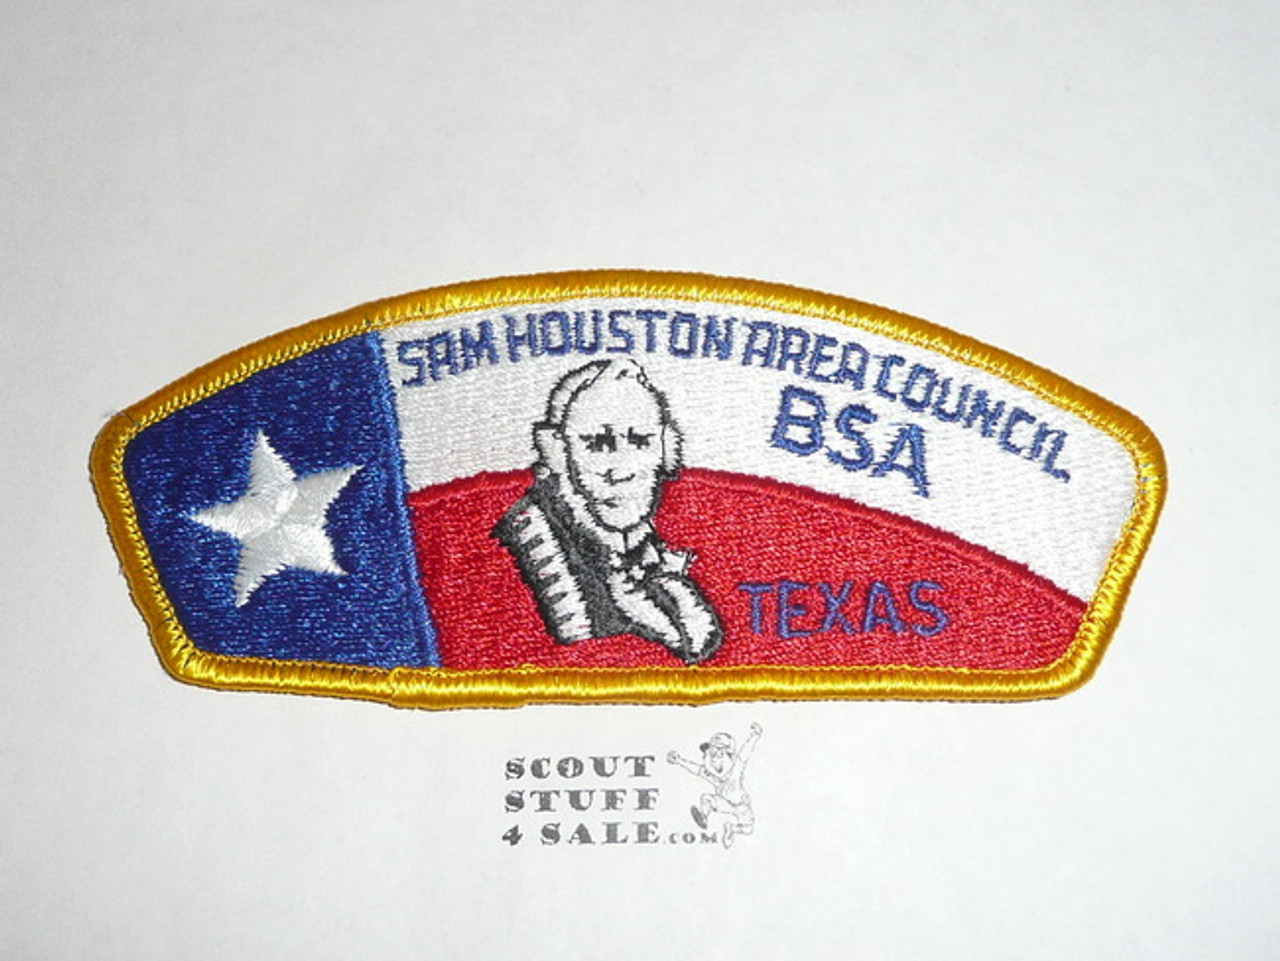 SAM HOUSTON AREA COUNCIL
BSA
TEXAS
SCOUT
STUFF
4 SALE.COM